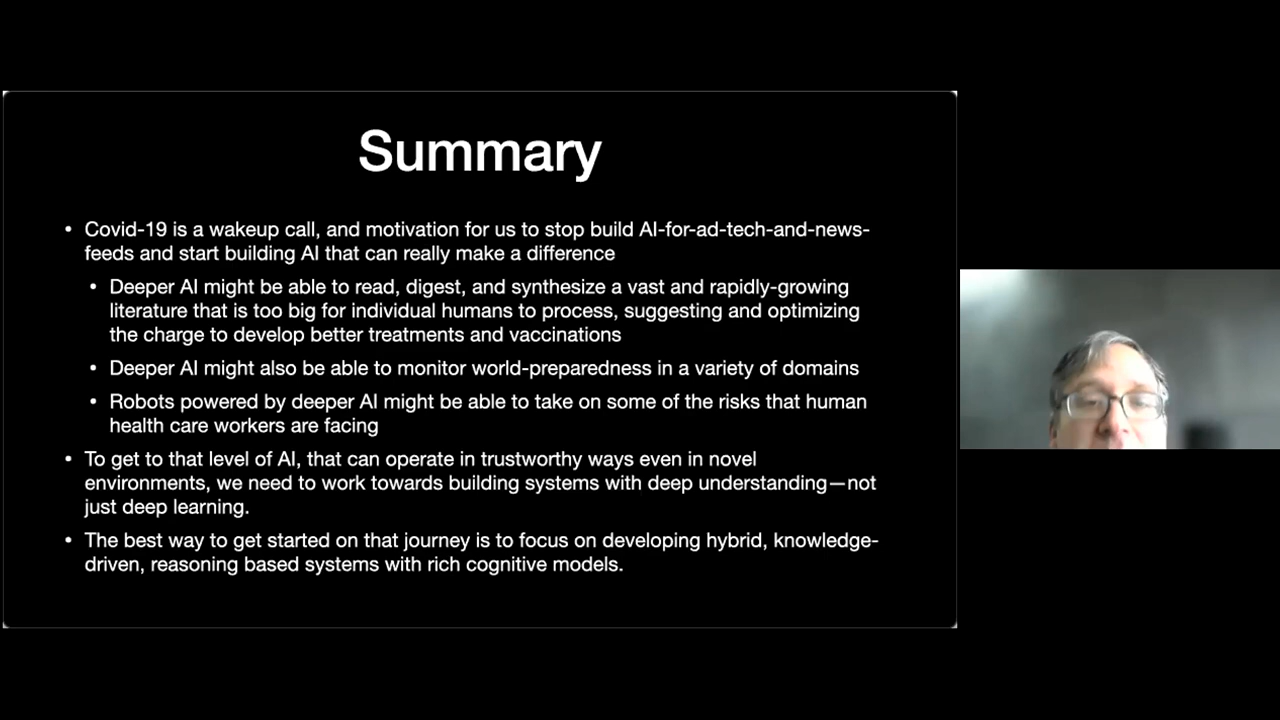 Summary
• Covid-19 is a wakeup call, and motivation for us to stop build AI-for-ad-tech-and-news-
feeds and start building AI that can really make a difference
• Deeper AI might be able to read, digest, and synthesize a vast and rapidly-growing
literature that is too big for individual humans to process, suggesting and optimizing
the charge to develop better treatments and vaccinations
• Deeper AI might also be able to monitor world-preparedness in a variety of domains
• Robots powered by deeper AI might be able to take on some of the risks that human
health care workers are facing
• To get to that level of AI, that can operate in trustworthy ways even in novel
environments, we need to work towards building systems with deep understanding—not
just deep learning.
• The best way to get started on that journey is to focus on developing hybrid, knowledge-
driven, reasoning based systems with rich cognitive models.